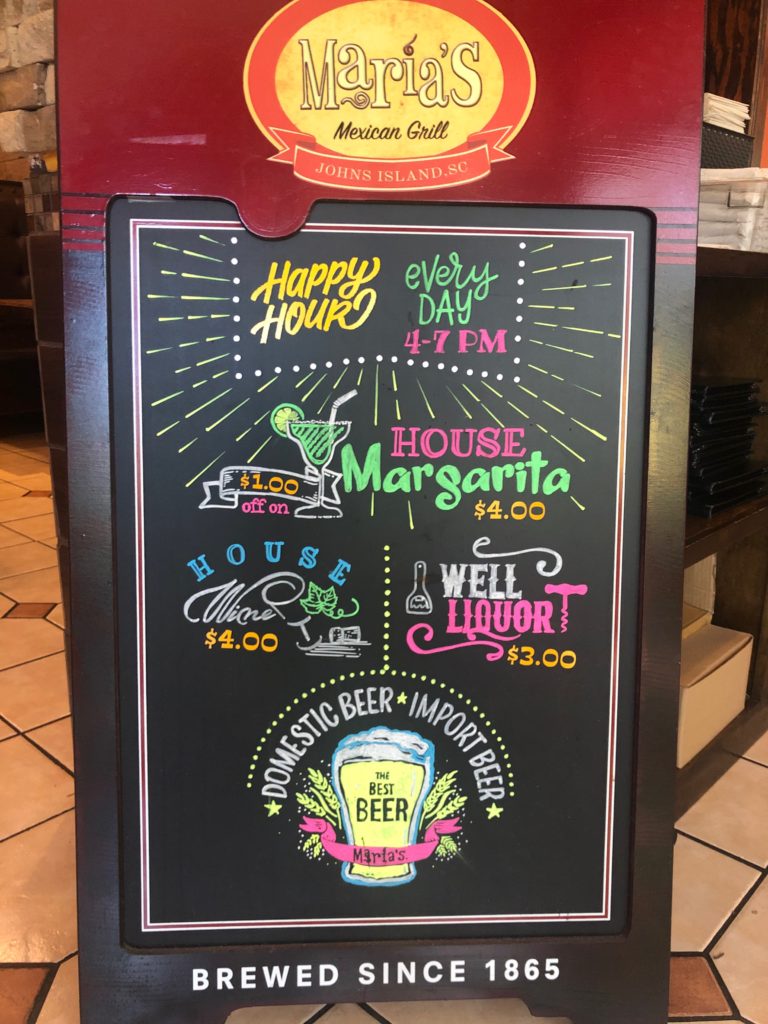 María's
Mexican Grill
JOHNS ISLAND, SC
HAPPY HOUR
every DAY
4-7 PM
$1.00
off on
HOUSE
Margarita
$4.00
HOUSE
Wine
$4.00
WELL
LIQUOR
$3.00
DOMESTIC BEER ★ IMPORT BEER
THE
BEST
BEER
Maria's.
BREWED SINCE 1865